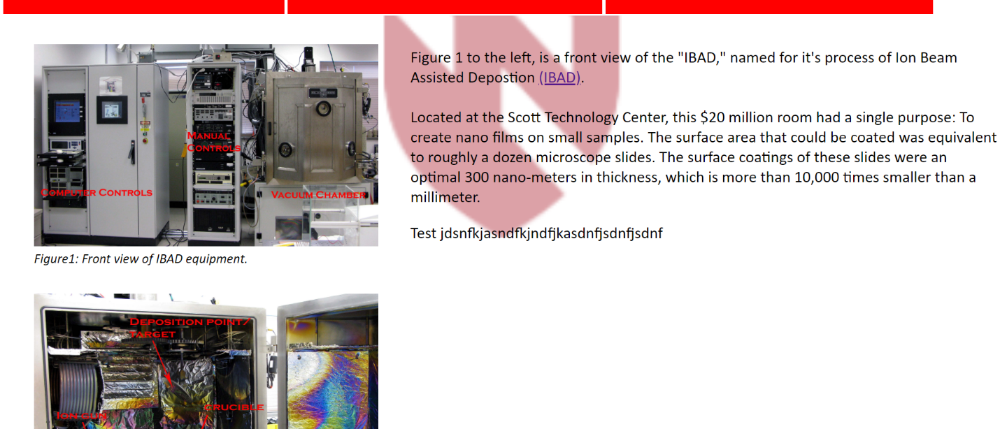 Figure 1 to the left, is a front view of the "IBAD," named for it's process of Ion Beam
Assisted Depostion (IBAD).
Located at the Scott Technology Center, this $20 million room had a single purpose: To
create nano films on small samples. The surface area that could be coated was equivalent
to roughly a dozen microscope slides. The surface coatings of these slides were an
optimal 300 nano-meters in thickness, which is more than 10,000 times smaller than a
millimeter.
Test jdsnfkjasndfkjndfjkasdnfjsdnfjsdnf
MANUAL
CONTROLS
COMPUTER CONTROLS
VACUUM CHAMBER
Figure1: Front view of IBAD equipment.
DEPOSITION POINT/
TARGET
CRUCIBLE
ION GUN